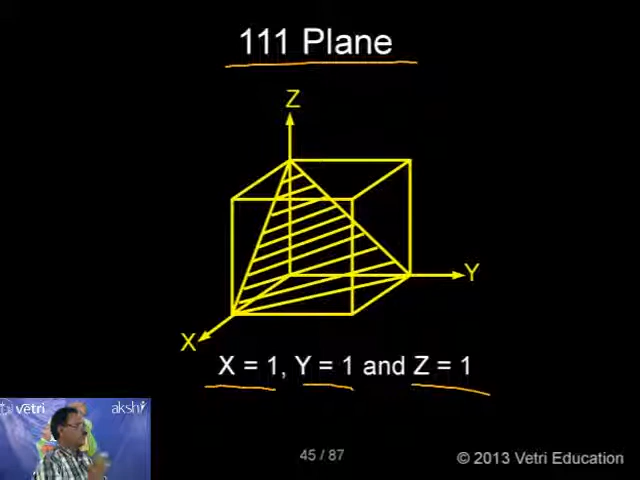 111 Plane
Z
Y
X
X = 1, Y = 1 and Z = 1
vetri
akshi
45 / 87
© 2013 Vetri Education